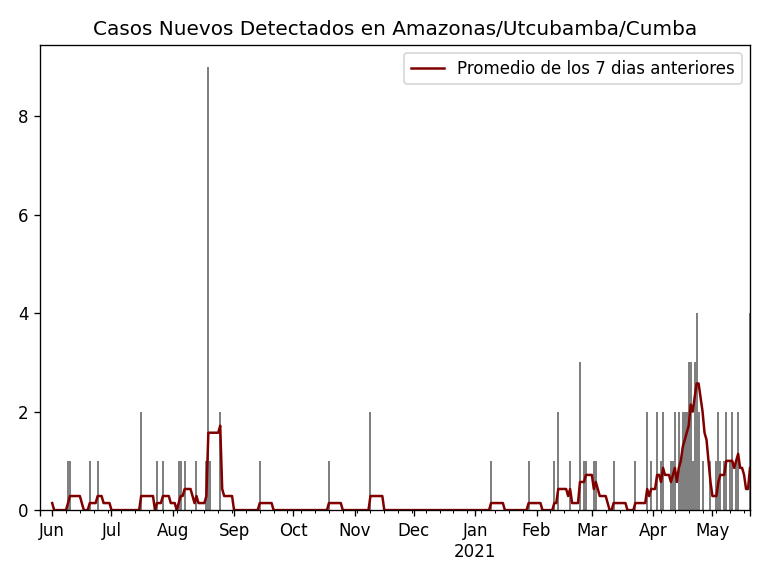 Casos Nuevos Detectados en Amazonas/Utcubamba/Cumba
Promedio de los 7 dias anteriores
8
6
4
2
0
Jun Jul Aug Sep Oct Nov Dec Jan Feb Mar Apr May
2021